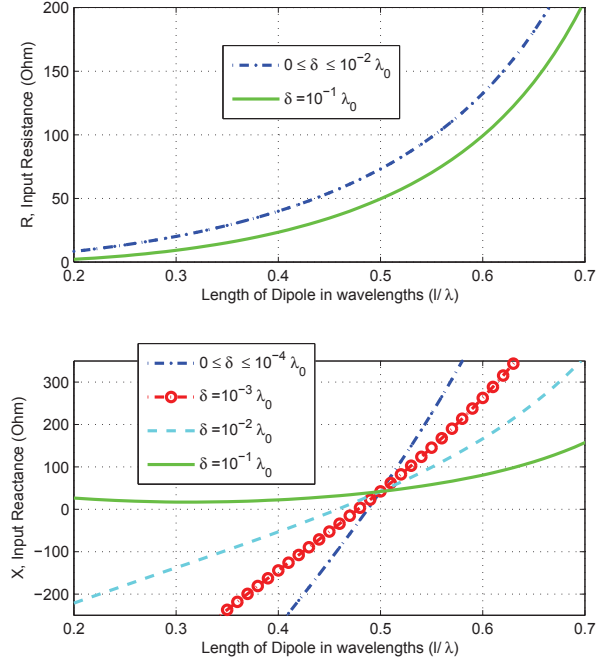 200
150
100
50
0
R, Input Resistance (Ohm)
0 ≤ δ ≤ 10⁻² λ₀
δ =10⁻¹ λ₀
0.2 0.3 0.4 0.5 0.6 0.7
Length of Dipole in wavelengths (l/ λ)
300
200
100
0
−100
−200
X, Input Reactance (Ohm)
0 ≤ δ ≤ 10⁻⁴ λ₀
δ =10⁻³ λ₀
δ =10⁻² λ₀
δ =10⁻¹ λ₀
0.2 0.3 0.4 0.5 0.6 0.7
Length of Dipole in wavelengths (l/ λ)